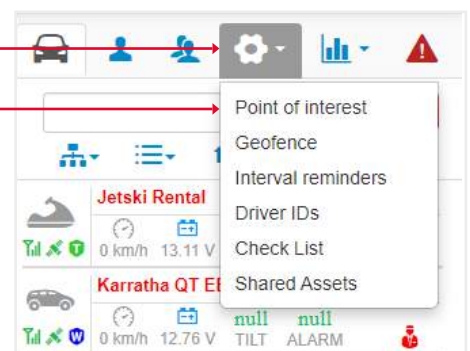 Point of interest
Geofence
Interval reminders
Driver IDs
Check List
Shared Assets
Jetski Rental
T
0 km/h 13.11 V
Karratha QT
null null
W
0 km/h 12.76 V TILT ALARM